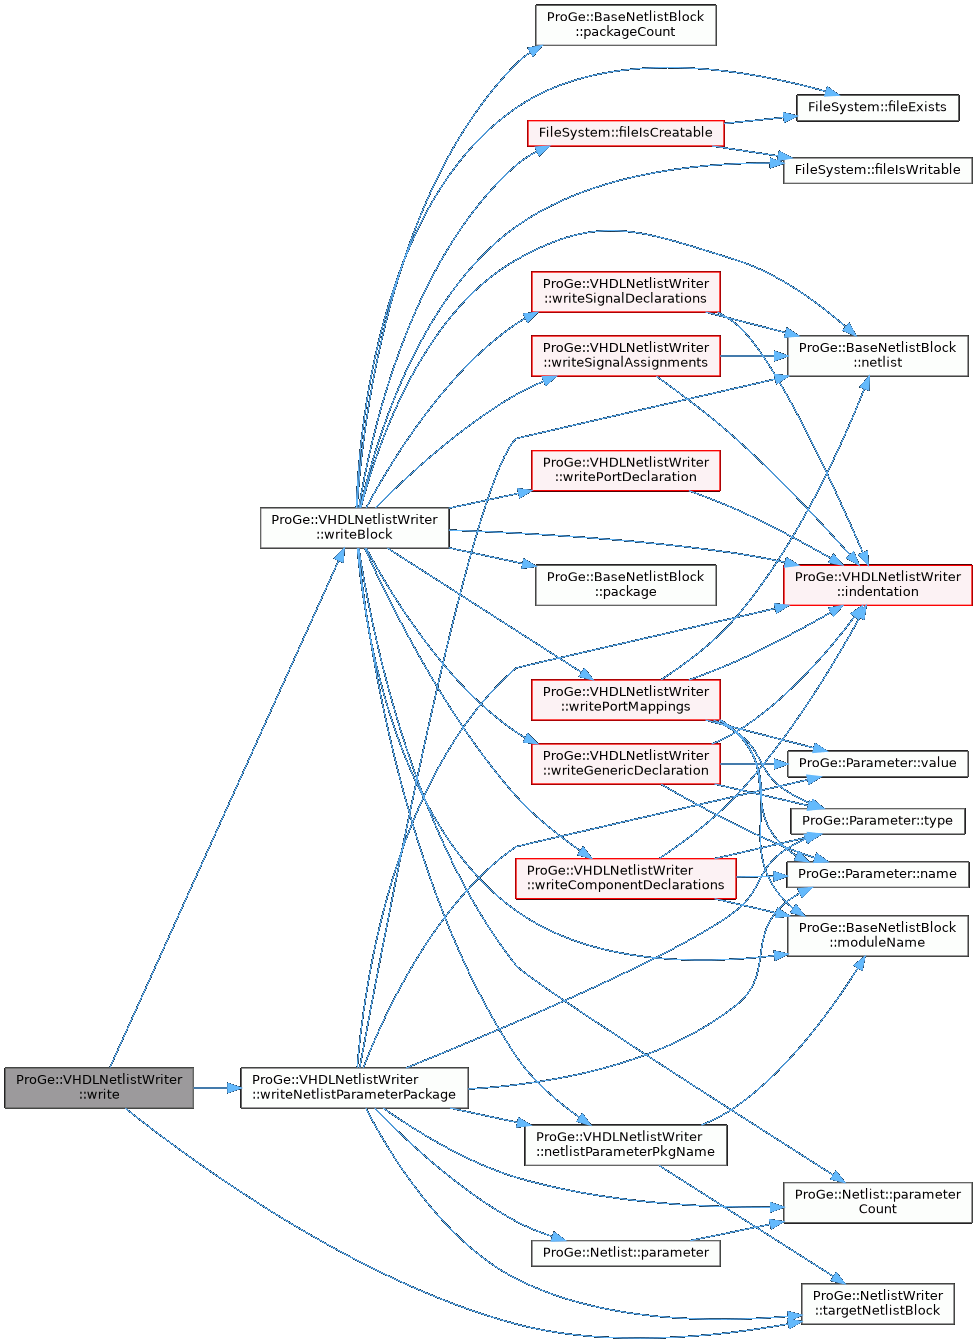 ProGe::BaseNetlistBlock
::packageCount
FileSystem::fileExists
FileSystem::fileIsCreatable
FileSystem::fileIsWritable
ProGe::VHDLNetlistWriter
::writeSignalDeclarations
ProGe::VHDLNetlistWriter
::writeSignalAssignments
ProGe::BaseNetlistBlock
::netlist
ProGe::VHDLNetlistWriter
::writePortDeclaration
ProGe::VHDLNetlistWriter
::writeBlock
ProGe::BaseNetlistBlock
::package
ProGe::VHDLNetlistWriter
::indentation
ProGe::VHDLNetlistWriter
::writePortMappings
ProGe::VHDLNetlistWriter
::writeGenericDeclaration
ProGe::Parameter::value
ProGe::Parameter::type
ProGe::VHDLNetlistWriter
::writeComponentDeclarations
ProGe::Parameter::name
ProGe::BaseNetlistBlock
::moduleName
ProGe::VHDLNetlistWriter
::write
ProGe::VHDLNetlistWriter
::writeNetlistParameterPackage
ProGe::VHDLNetlistWriter
::netlistParameterPkgName
ProGe::Netlist::parameter
Count
ProGe::Netlist::parameter
ProGe::NetlistWriter
::targetNetlistBlock